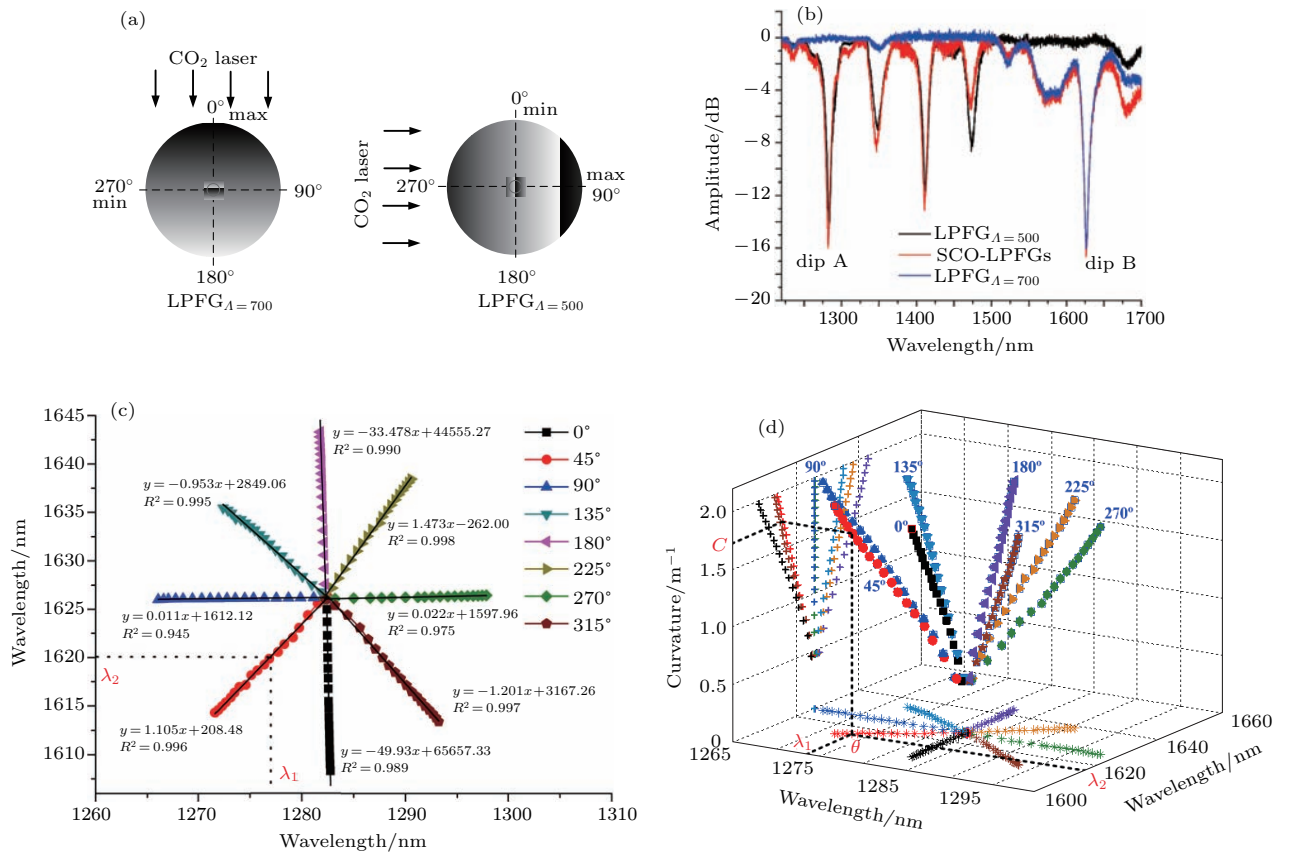 (a)
CO₂ laser
0°
max
270°
min
90°
180°
LPFG_Λ=700
CO₂ laser
0°
min
270°
max
90°
180°
LPFG_Λ=500
(b)
Amplitude/dB
0
−4
−8
−12
−16
−20
LPFG_Λ=500
SCO-LPFGs
LPFG_Λ=700
dip A
dip B
1300 1400 1500 1600 1700
Wavelength/nm
(c)
Wavelength/nm
1645
1640
1635
1630
1625
1620
1615
1610
λ₂
λ₁
y=−33.478x+44555.27
R²=0.990
y=−0.953x+2849.06
R²=0.995
y=1.473x−262.00
R²=0.998
y=0.011x+1612.12
R²=0.945
y=0.022x+1597.96
R²=0.975
y=−1.201x+3167.26
R²=0.997
y=1.105x+208.48
R²=0.996
y=−49.93x+65657.33
R²=0.989
0°
45°
90°
135°
180°
225°
270°
315°
1260 1270 1280 1290 1300 1310
Wavelength/nm
(d)
Curvature/m⁻¹
2.0
C
1.5
1.0
0.5
0
90°
135°
180°
225°
0°
315°
270°
45°
λ₁
θ
λ₂
1265
1275
1285
1295
Wavelength/nm
1600
1620
1640
1660
Wavelength/nm